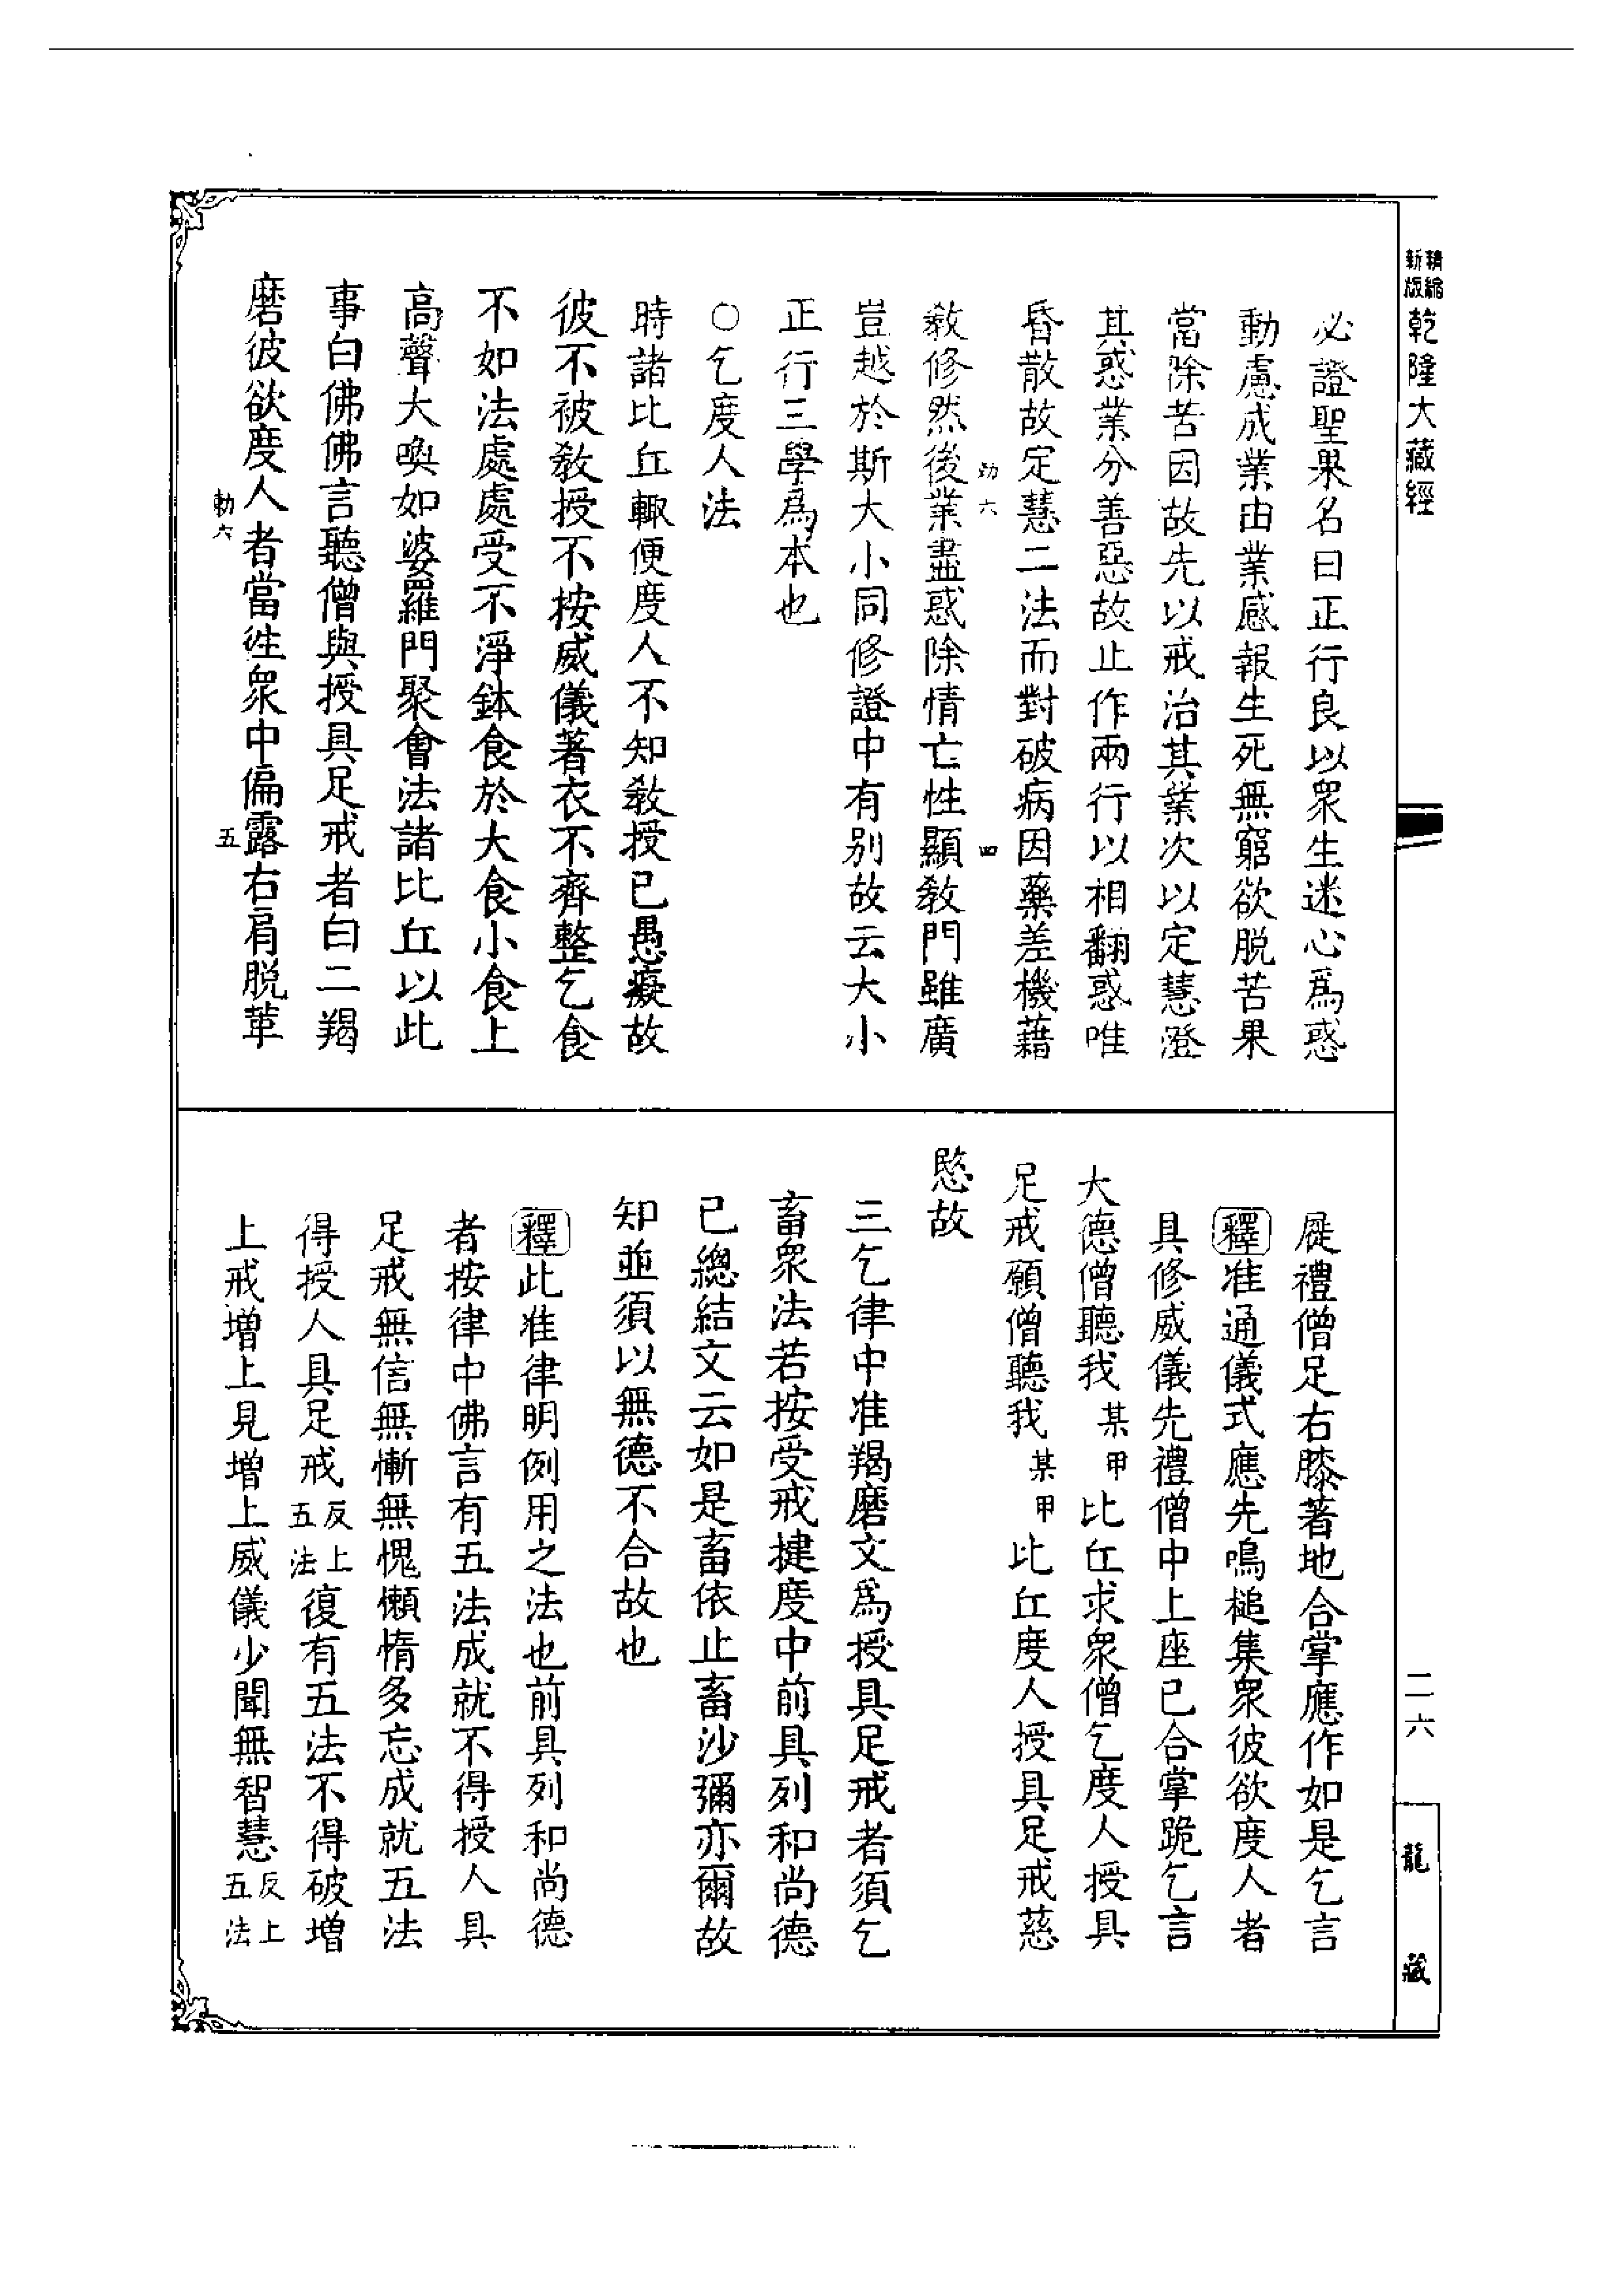 精縮
新版
乾隆大藏經
二六
龍藏
必證聖果名曰正行良以眾生迷心爲惑
動慮成業由業感報生死無窮欲脱苦果
當除苦因故先以戒治其業次以定慧澄
其惑業分善惡故止作兩行以相翻惑唯
昏散故定慧二法而對破病因藥差機藉
勅六 四
敎修然後業盡惑除情亡性顯敎門雖廣
豈越於斯大小同修證中有别故云大小
正行三學爲本也
○乞度人法
時諸比丘輙便度人不知敎授已愚癡故
彼不被敎授不按威儀著衣不齊整乞食
不如法處處受不淨鉢食於大食小食上
高聲大喚如婆羅門聚會法諸比丘以此
事白佛佛言聽僧與授具足戒者白二羯
磨彼欲度人者當徃眾中偏露右肩脱革
勅六 五
屣禮僧足右膝著地合掌應作如是乞言
釋准通儀式應先鳴槌集眾彼欲度人者
具修威儀先禮僧中上座已合掌跪乞言
大德僧聽我某甲比丘求眾僧乞度人授具
足戒願僧聽我某甲比丘度人授具足戒慈
愍故
三乞律中准羯磨文爲授具足戒者須乞
畜眾法若按受戒揵度中前具列和尚德
已總結文云如是畜依止畜沙彌亦爾故
知並須以無德不合故也
釋此准律明例用之法也前具列和尚德
者按律中佛言有五法成就不得授人具
足戒無信無慚無愧懶惰多忘成就五法
得授人具足戒反上五法復有五法不得破增
上戒增上見增上威儀少聞無智慧反上五法